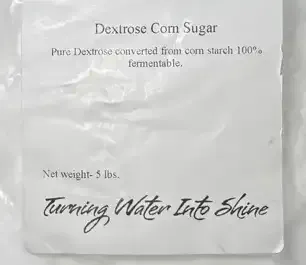 Dextrose Corn Sugar
Pure Dextrose converted from corn starch 100%
fermentable.
Net weight- 5 lbs.
Turning Water Into Shine